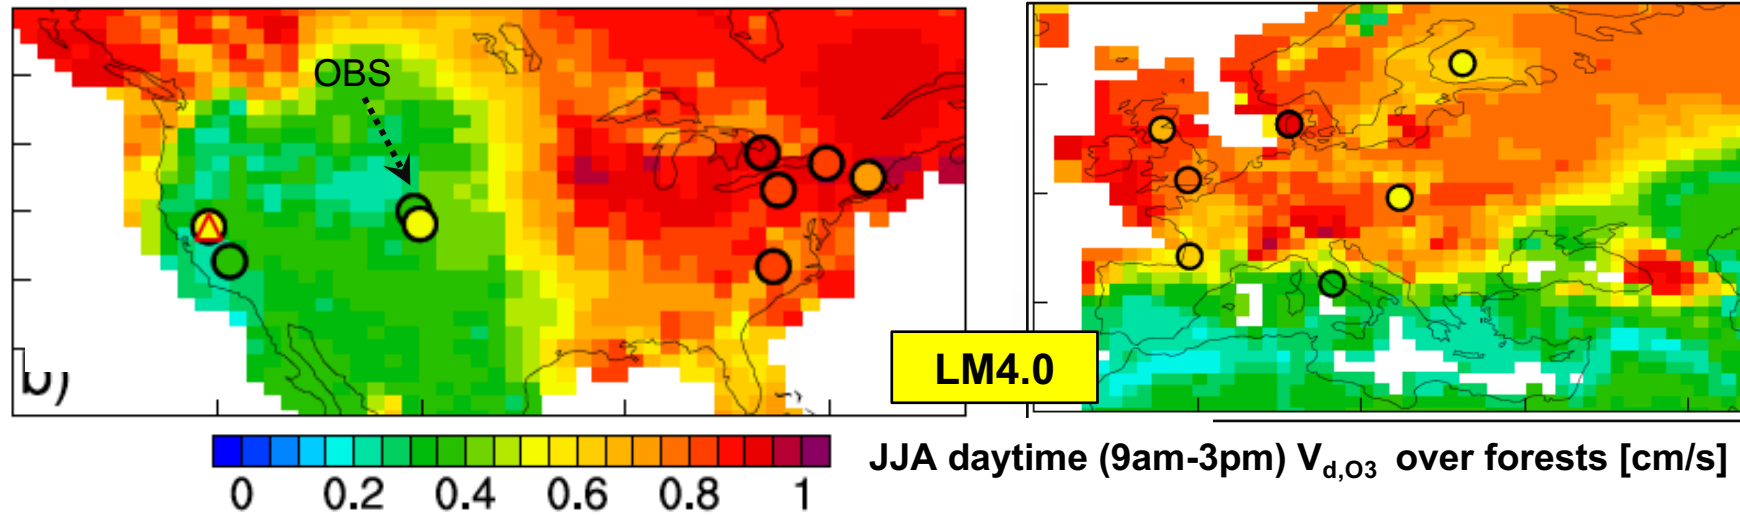 OBS
b)
LM4.0
0 0.2 0.4 0.6 0.8 1
JJA daytime (9am-3pm) Vd,O3 over forests [cm/s]